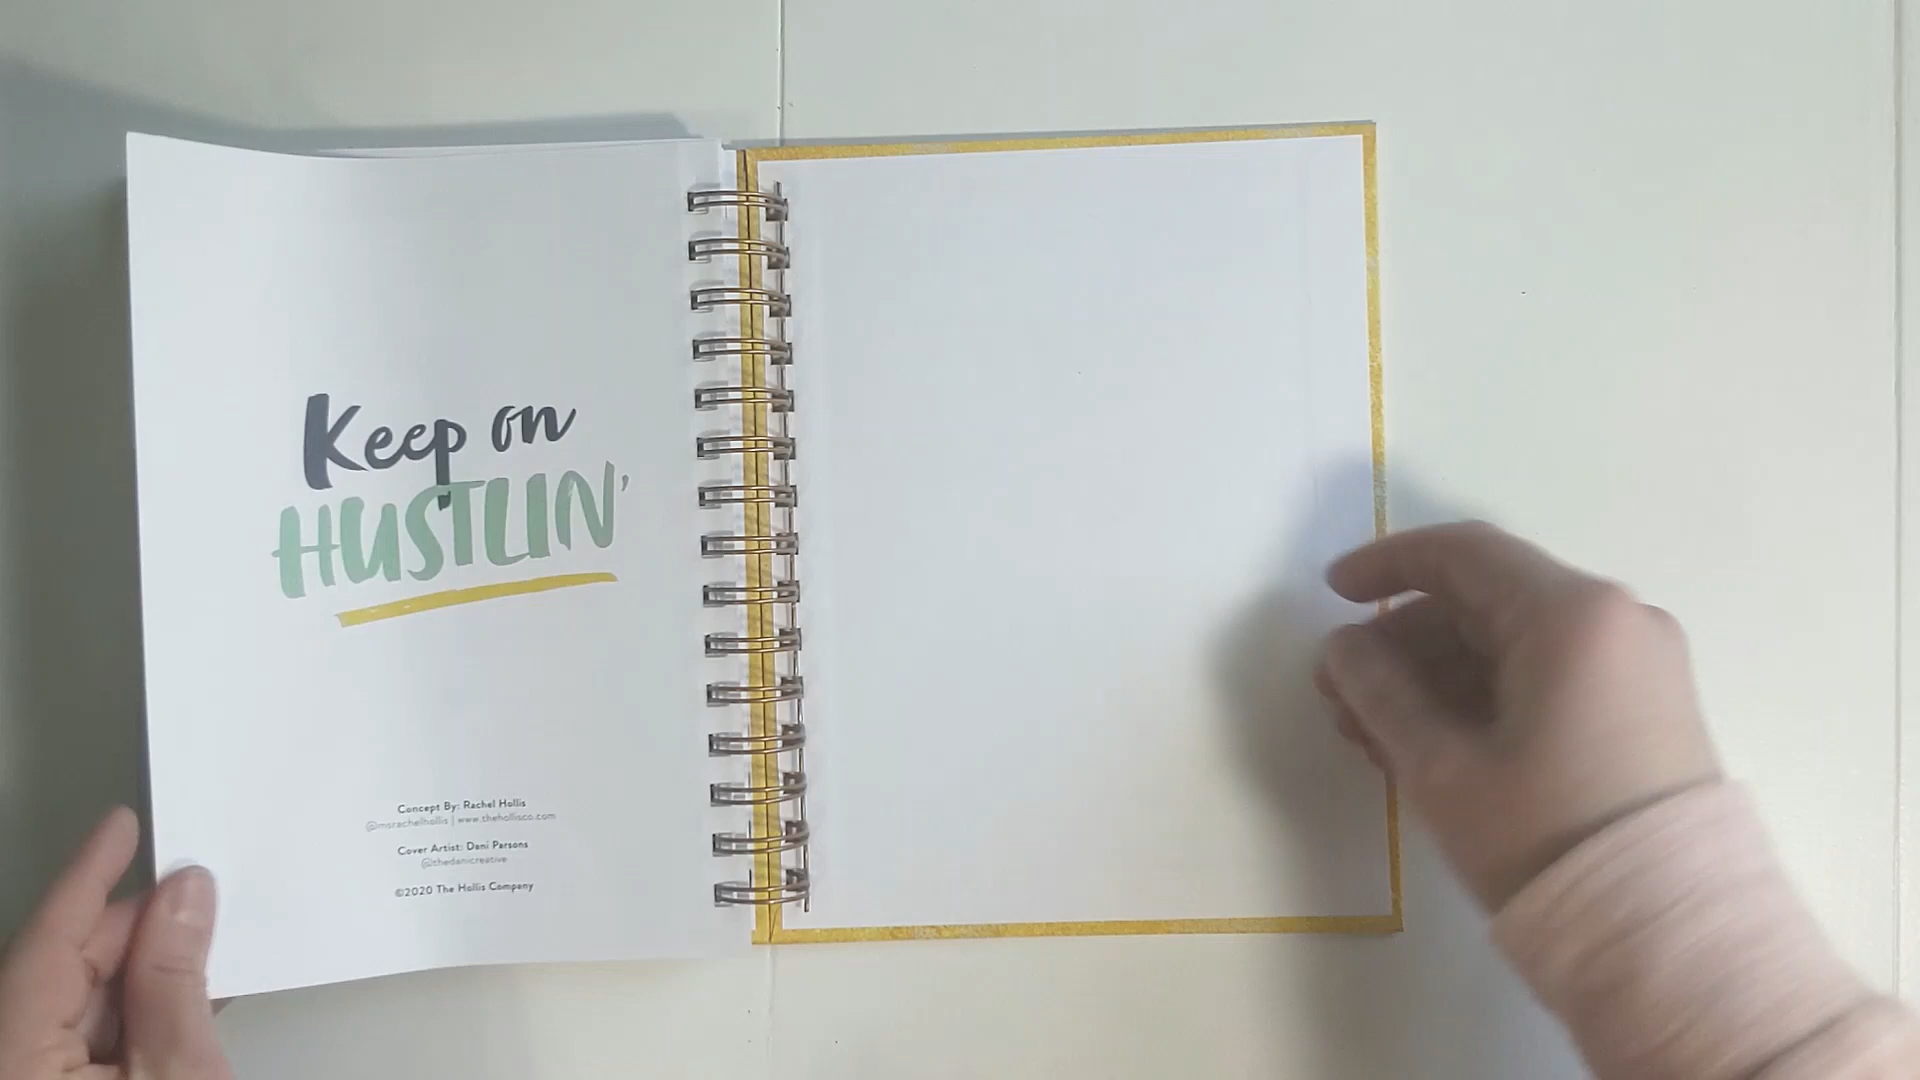 Keep on
HUSTLIN'
Concept By: Rachel Hollis
@msrachelhollis | www.thehollisco.com
Cover Artist: Dani Parsons
@thedanicreative
©2020 The Hollis Company